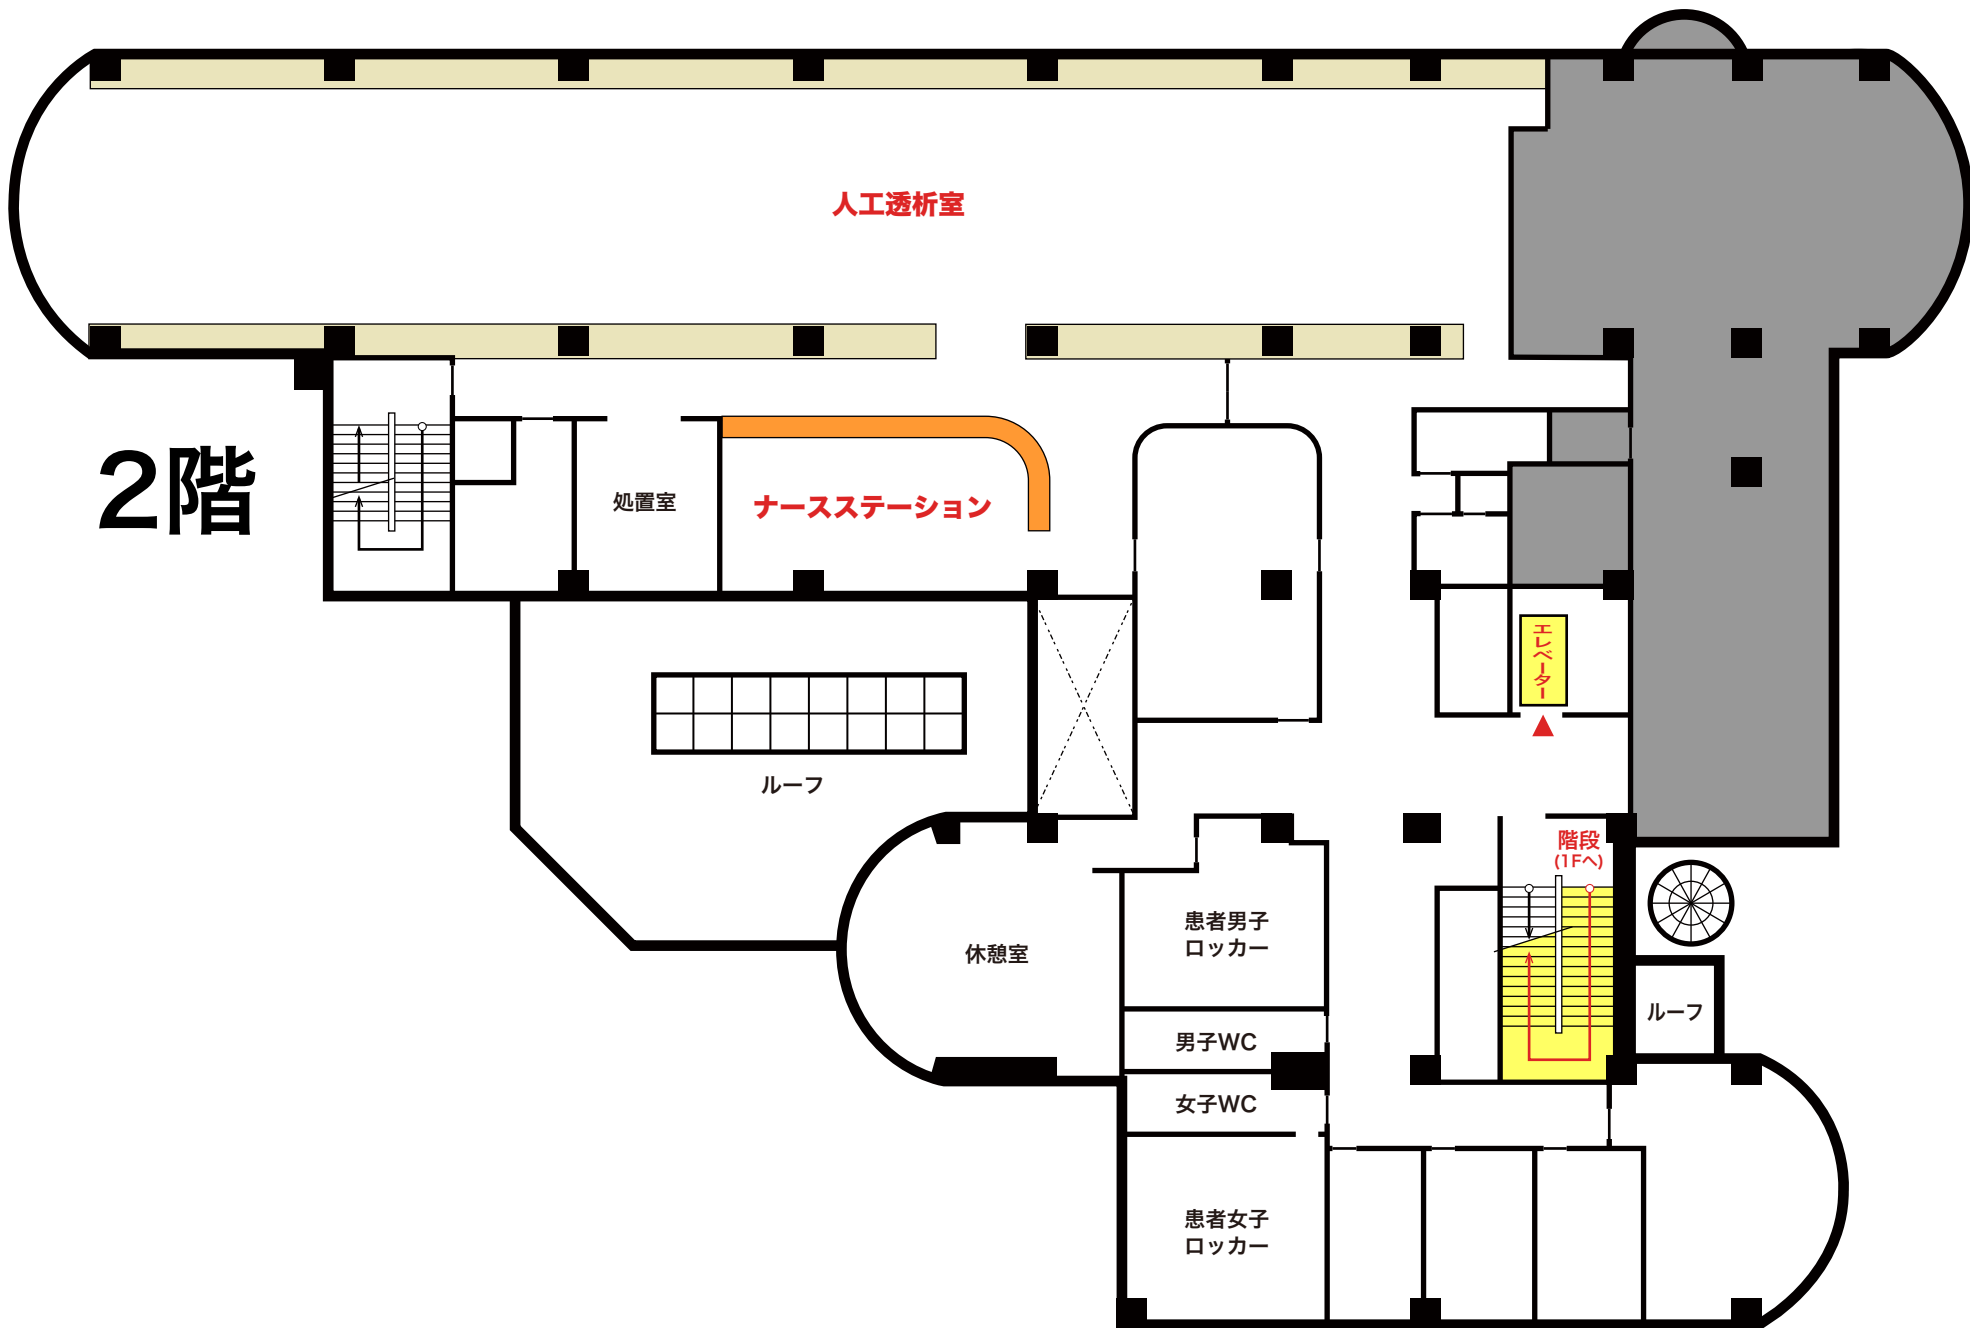 人工透析室
2階
処置室
ナースステーション
エレベーター
ルーフ
階段
(1Fへ)
患者男子
ロッカー
休憩室
ルーフ
男子WC
女子WC
患者女子
ロッカー